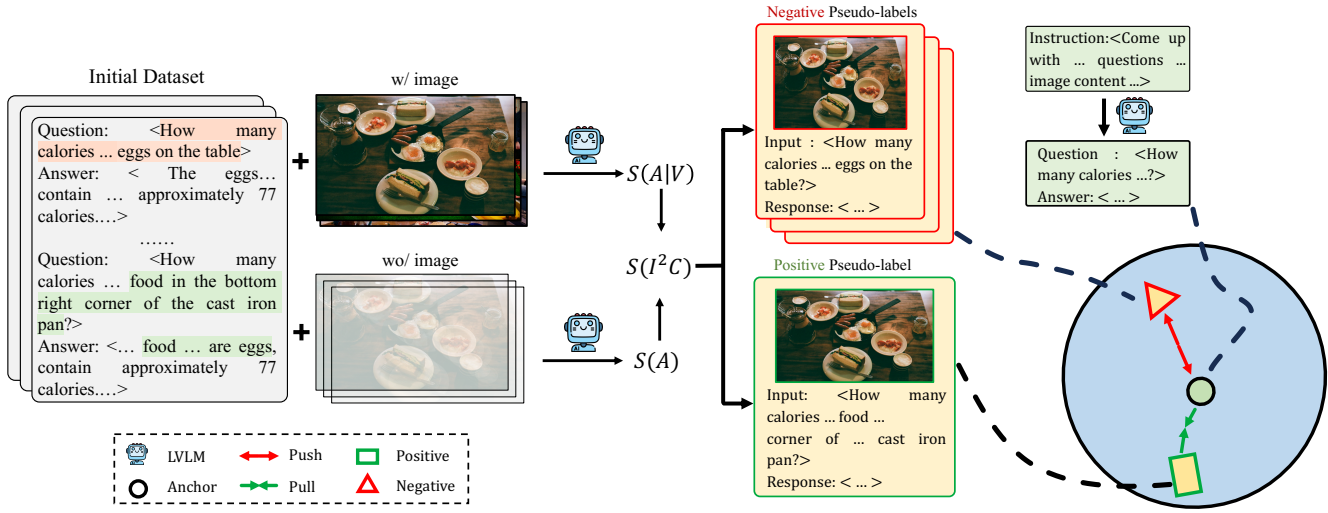 Initial Dataset
Question: <How many
calories ... eggs on the table>
Answer: < The eggs…
contain … approximately 77
calories.…>
……
Question: <How many
calories … food in the bottom
right corner of the cast iron
pan?>
Answer: <… food … are eggs,
contain approximately 77
calories.…>
w/ image
wo/ image
S(A|V)
S(I²C)
S(A)
Negative Pseudo-labels
Input : <How many
calories ... eggs on the
table?>
Response: < ... >
Positive Pseudo-label
Input: <How many
calories ... food ...
corner of ... cast iron
pan?>
Response: < ... >
Instruction:<Come up
with ... questions ...
image content ...>
Question : <How
many calories ...?>
Answer: < ... >
LVLM
Push
Positive
Anchor
Pull
Negative